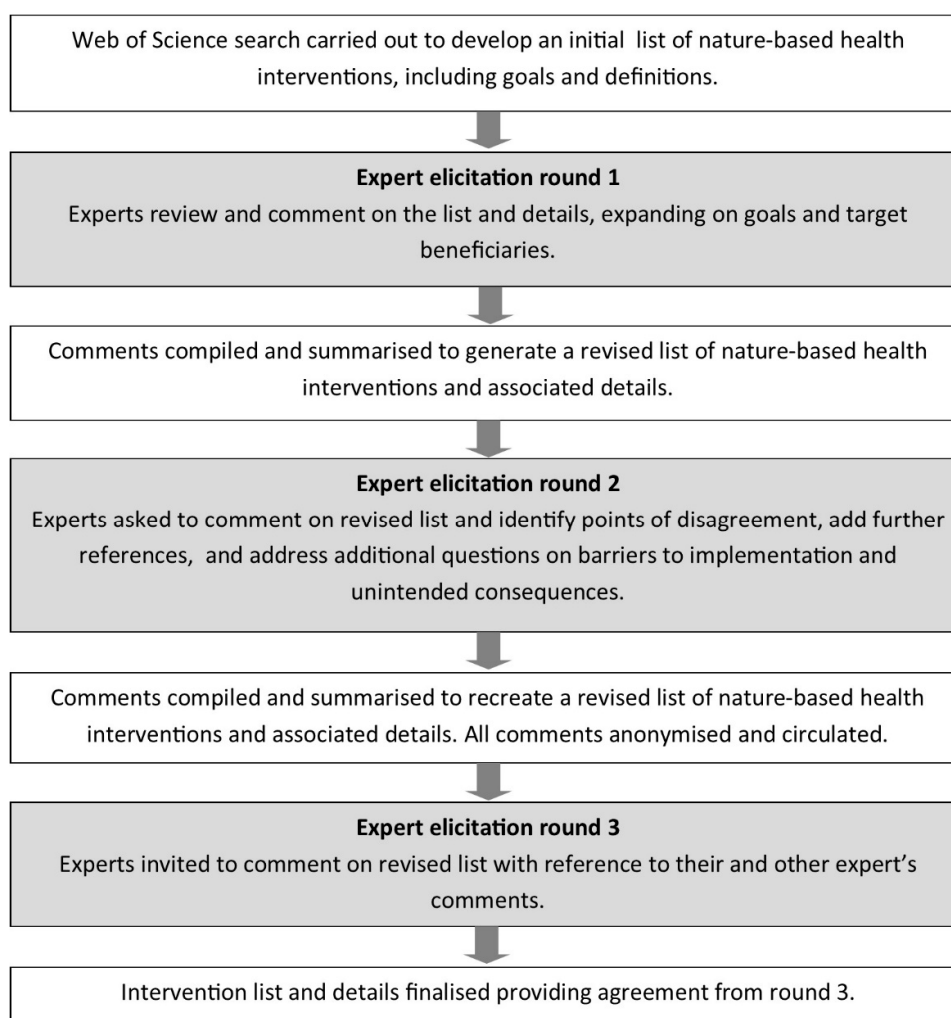 Web of Science search carried out to develop an initial list of nature-based health
interventions, including goals and definitions.
Expert elicitation round 1
Experts review and comment on the list and details, expanding on goals and target
beneficiaries.
Comments compiled and summarised to generate a revised list of nature-based health
interventions and associated details.
Expert elicitation round 2
Experts asked to comment on revised list and identify points of disagreement, add further
references, and address additional questions on barriers to implementation and
unintended consequences.
Comments compiled and summarised to recreate a revised list of nature-based health
interventions and associated details. All comments anonymised and circulated.
Expert elicitation round 3
Experts invited to comment on revised list with reference to their and other expert’s
comments.
Intervention list and details finalised providing agreement from round 3.